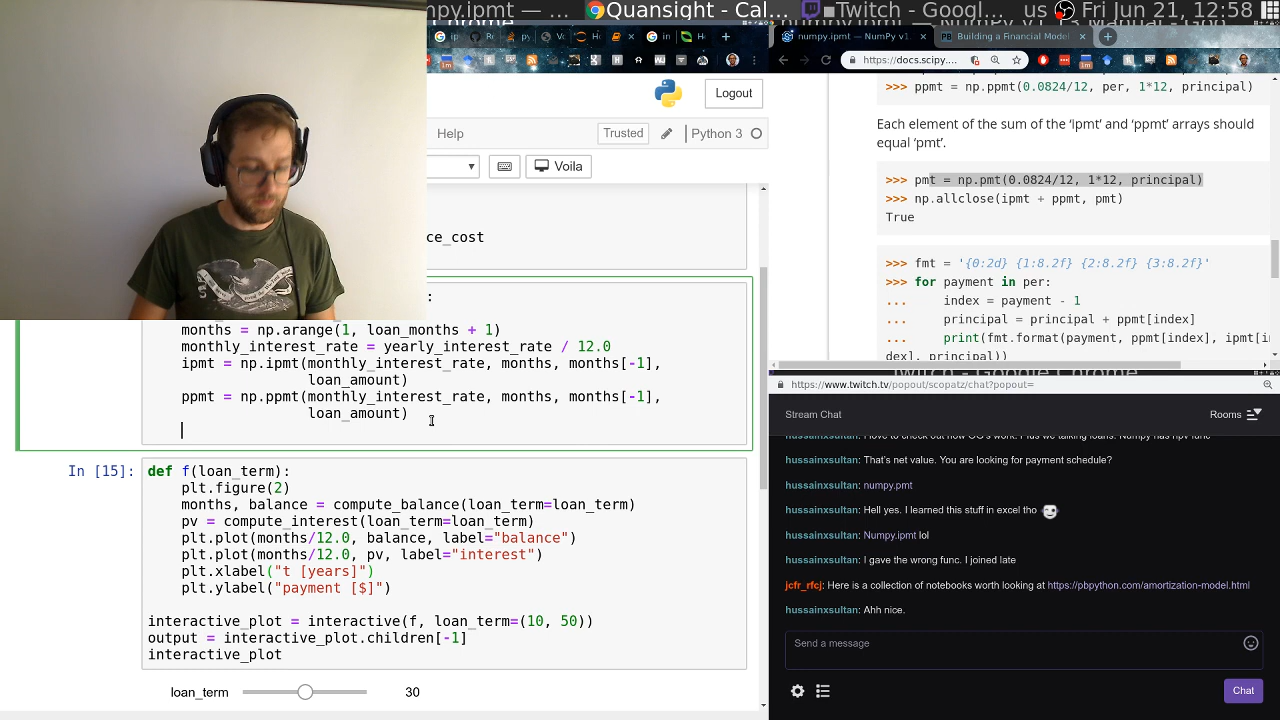 numpy.ipmt — NumPy v1.
Building a Financial Model
Quansight - Cal
Twitch - Googl
us
Fri Jun 21, 12:58
https://docs.scipy....
Logout
Help
Trusted
Python 3
Voila
ce_cost
:
months = np.arange(1, loan_months + 1)
monthly_interest_rate = yearly_interest_rate / 12.0
ipmt = np.ipmt(monthly_interest_rate, months, months[-1],
loan_amount)
ppmt = np.ppmt(monthly_interest_rate, months, months[-1],
loan_amount)
In [15]:
def f(loan_term):
plt.figure(2)
months, balance = compute_balance(loan_term=loan_term)
pv = compute_interest(loan_term=loan_term)
plt.plot(months/12.0, balance, label="balance")
plt.plot(months/12.0, pv, label="interest")
plt.xlabel("t [years]")
plt.ylabel("payment [$]")
interactive_plot = interactive(f, loan_term=(10, 50))
output = interactive_plot.children[-1]
interactive_plot
loan_term
30
>>> ppmt = np.ppmt(0.0824/12, per, 1*12, principal)
Each element of the sum of the ‘ipmt’ and ‘ppmt’ arrays should
equal ‘pmt’.
>>> pmt = np.pmt(0.0824/12, 1*12, principal)
>>> np.allclose(ipmt + ppmt, pmt)
True
>>> fmt = '{0:2d} {1:8.2f} {2:8.2f} {3:8.2f}'
>>> for payment in per:
... index = payment - 1
... principal = principal + ppmt[index]
... print(fmt.format(payment, ppmt[index], ipmt[in
dex], principal))
https://www.twitch.tv/popout/scopatz/chat?popout=
Stream Chat
Rooms
hussainxsultan: That's net value. You are looking for payment schedule?
hussainxsultan: numpy.pmt
hussainxsultan: Hell yes. I learned this stuff in excel tho
hussainxsultan: Numpy.ipmt lol
hussainxsultan: I gave the wrong func. I joined late
jcfr_rfcj: Here is a collection of notebooks worth looking at https://pbpython.com/amortization-model.html
hussainxsultan: Ahh nice.
Send a message
Chat